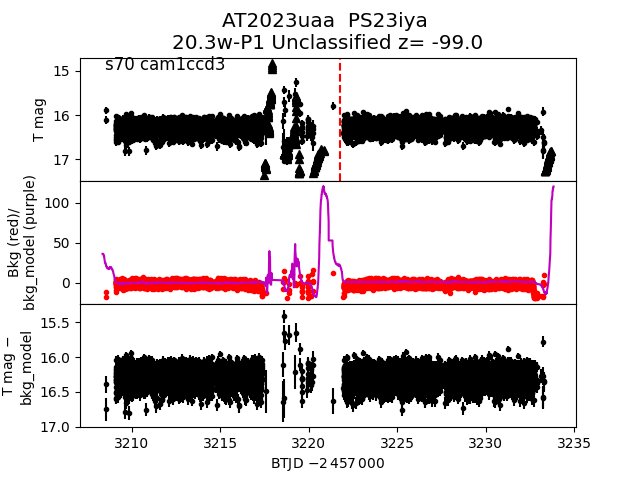 AT2023uaa  PS23iya
20.3w-P1 Unclassified z= -99.0
s70 cam1ccd3
T mag
15
16
17
Bkg (red)/
bkg_model (purple)
100
50
0
T mag −
bkg_model
15.5
16.0
16.5
17.0
3210
3215
3220
3225
3230
3235
BTJD −2 457 000